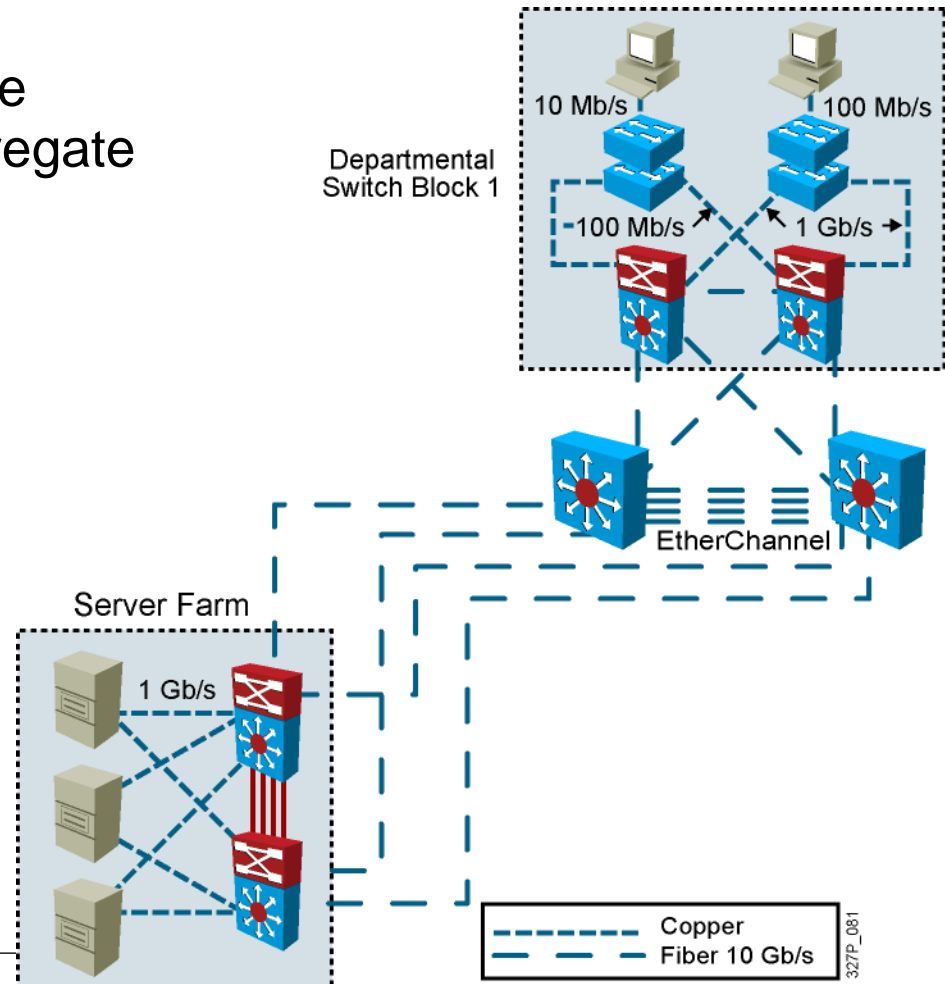 e
regate
10 Mb/s
100 Mb/s
Departmental
Switch Block 1
100 Mb/s
1 Gb/s
EtherChannel
Server Farm
1 Gb/s
Copper
Fiber 10 Gb/s
327P_081